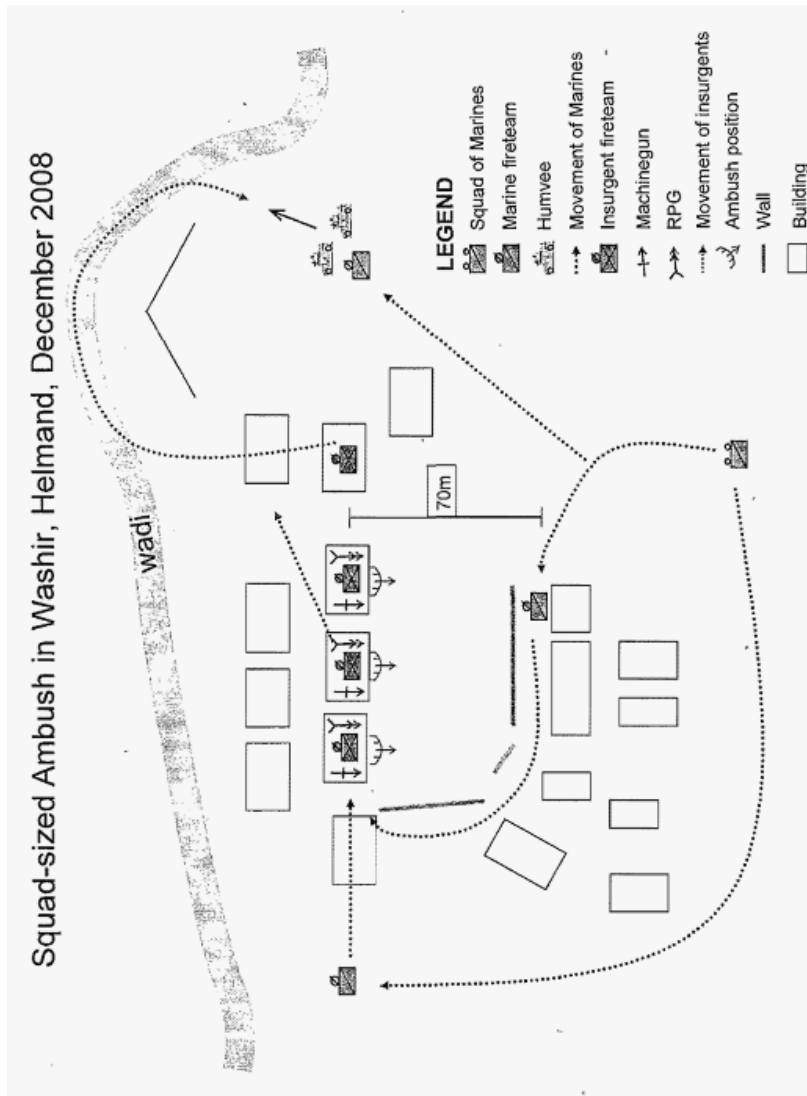 Squad-sized Ambush in Washir, Helmand, December 2008
wadi
70m
LEGEND
Squad of Marines
Marine fireteam
Humvee
Movement of Marines
Insurgent fireteam
Machinegun
RPG
Movement of insurgents
Ambush position
Wall
Building